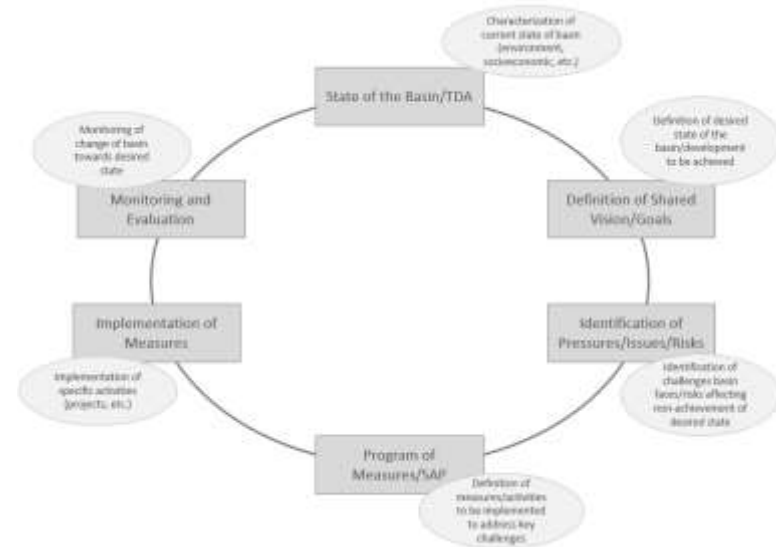 Characterization of
current state of basin
(environment,
socioeconomic, etc.)
State of the Basin/TDA
Definition of desired
state of the
basin/development
to be achieved
Definition of Shared
Vision/Goals
Identification of
Pressures/Issues/Risks
Identification of
challenges basin
faces/risks affecting
non-achievement of
desired state
Program of
Measures/SAP
Definition of
measures/activities
to be implemented
to address key
challenges
Implementation of
Measures
Implementation of
specific activities
(projects, etc.)
Monitoring of
change of basin
towards desired
state
Monitoring and
Evaluation